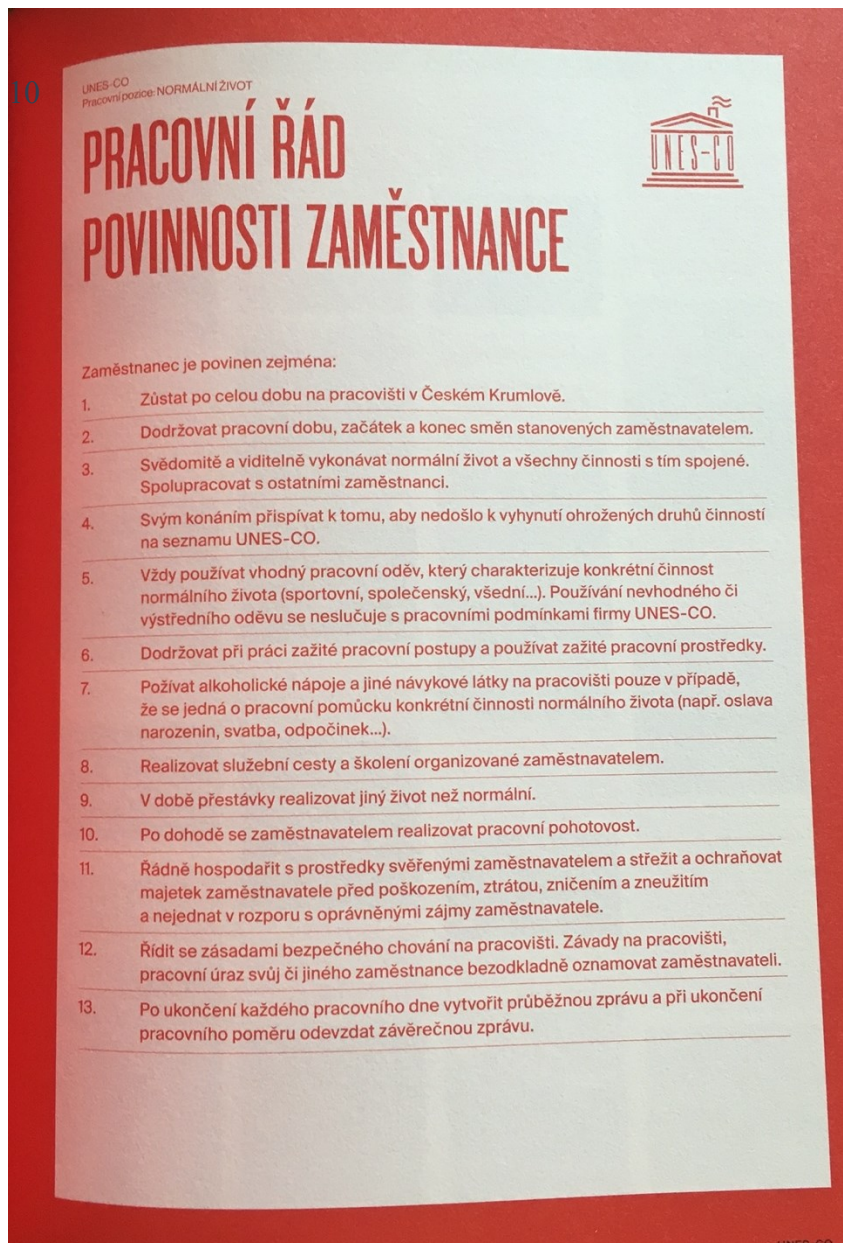 10
UNES-CO
Pracovní pozice: NORMÁLNÍ ŽIVOT
PRACOVNÍ ŘÁD
POVINNOSTI ZAMĚSTNANCE
UNES-CO
Zaměstnanec je povinen zejména:
1. Zůstat po celou dobu na pracovišti v Českém Krumlově.
2. Dodržovat pracovní dobu, začátek a konec směn stanovených zaměstnavatelem.
3. Svědomitě a viditelně vykonávat normální život a všechny činnosti s tím spojené.
Spolupracovat s ostatními zaměstnanci.
4. Svým konáním přispívat k tomu, aby nedošlo k vyhynutí ohrožených druhů činností
na seznamu UNES-CO.
5. Vždy používat vhodný pracovní oděv, který charakterizuje konkrétní činnost
normálního života (sportovní, společenský, všední...). Používání nevhodného či
výstředního oděvu se neslučuje s pracovními podmínkami firmy UNES-CO.
6. Dodržovat při práci zažité pracovní postupy a používat zažité pracovní prostředky.
7. Požívat alkoholické nápoje a jiné návykové látky na pracovišti pouze v případě,
že se jedná o pracovní pomůcku konkrétní činnosti normálního života (např. oslava
narozenin, svatba, odpočinek...).
8. Realizovat služební cesty a školení organizované zaměstnavatelem.
9. V době přestávky realizovat jiný život než normální.
10. Po dohodě se zaměstnavatelem realizovat pracovní pohotovost.
11. Řádně hospodařit s prostředky svěřenými zaměstnavatelem a střežit a ochraňovat
majetek zaměstnavatele před poškozením, ztrátou, zničením a zneužitím
a nejednat v rozporu s oprávněnými zájmy zaměstnavatele.
12. Řídit se zásadami bezpečného chování na pracovišti. Závady na pracovišti,
pracovní úraz svůj či jiného zaměstnance bezodkladně oznamovat zaměstnavateli.
13. Po ukončení každého pracovního dne vytvořit průběžnou zprávu a při ukončení
pracovního poměru odevzdat závěrečnou zprávu.
UNES-CO